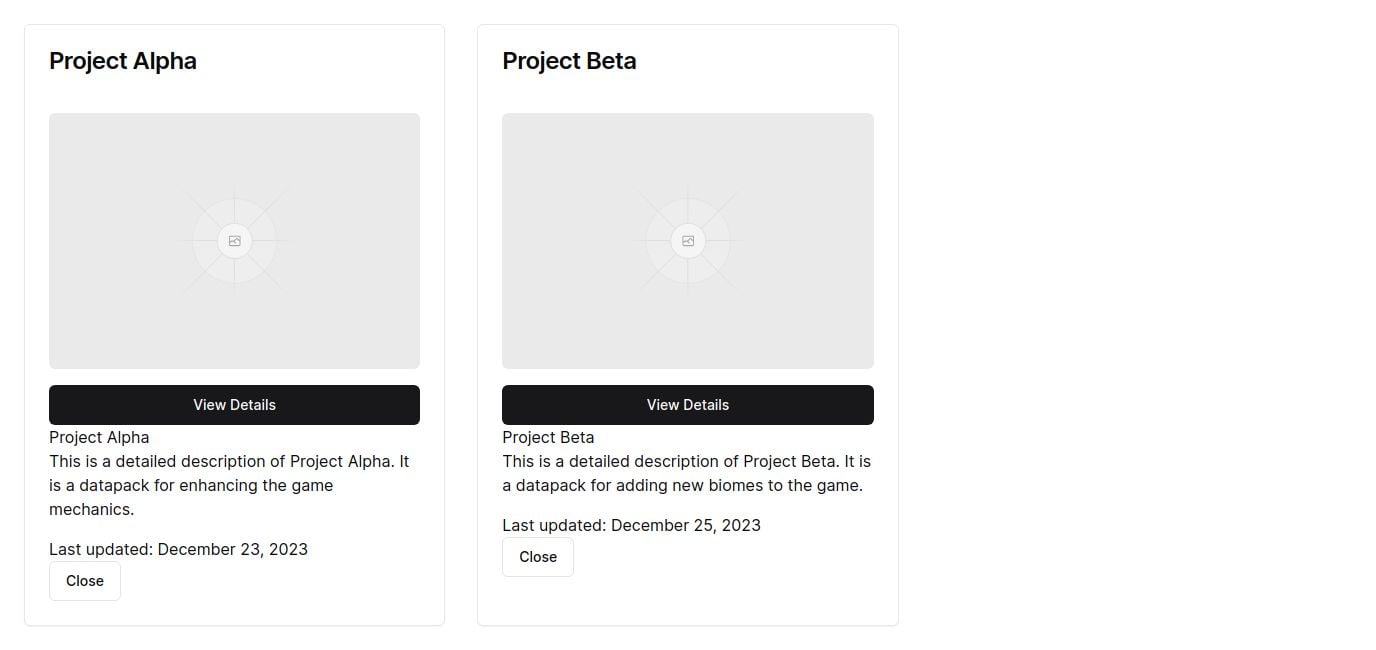 Project Alpha
View Details
Project Alpha
This is a detailed description of Project Alpha. It
is a datapack for enhancing the game
mechanics.
Last updated: December 23, 2023
Close
Project Beta
View Details
Project Beta
This is a detailed description of Project Beta. It is
a datapack for adding new biomes to the game.
Last updated: December 25, 2023
Close